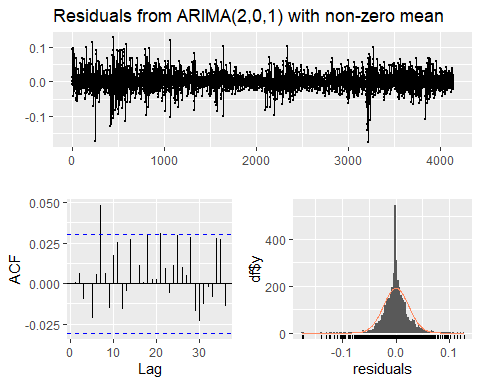 Residuals from ARIMA(2,0,1) with non-zero mean
0.1
0.0
-0.1
0 1000 2000 3000 4000
0.050
0.025
0.000
-0.025
ACF
0 10 20 30
Lag
400
200
0
df$y
-0.1 0.0 0.1
residuals